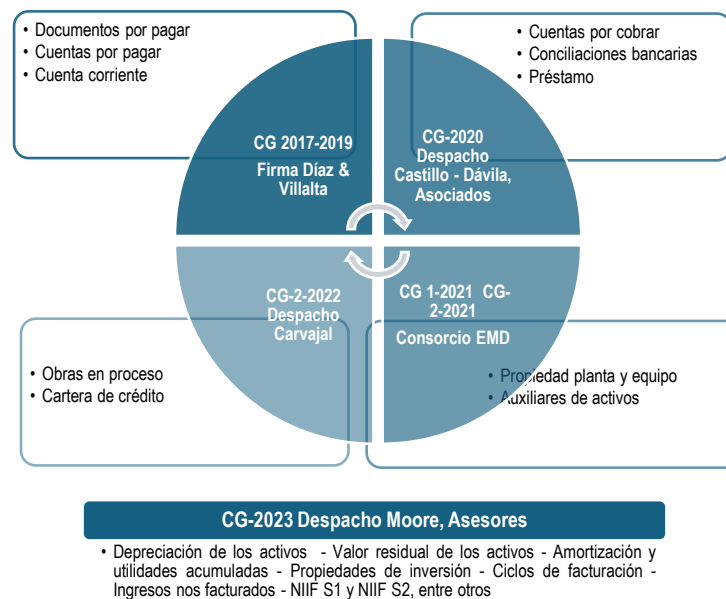 • Documentos por pagar
• Cuentas por pagar
• Cuenta corriente
• Cuentas por cobrar
• Conciliaciones bancarias
• Préstamo
CG 2017-2019
Firma Díaz &
Villalta
CG-2020
Despacho
Castillo - Dávila,
Asociados
CG-2-2022
Despacho
Carvajal
CG 1-2021 CG-
2-2021
Consorcio EMD
• Obras en proceso
• Cartera de crédito
• Propiedad planta y equipo
• Auxiliares de activos
CG-2023 Despacho Moore, Asesores
• Depreciación de los activos - Valor residual de los activos - Amortización y
utilidades acumuladas - Propiedades de inversión - Ciclos de facturación -
Ingresos nos facturados - NIIF S1 y NIIF S2, entre otros